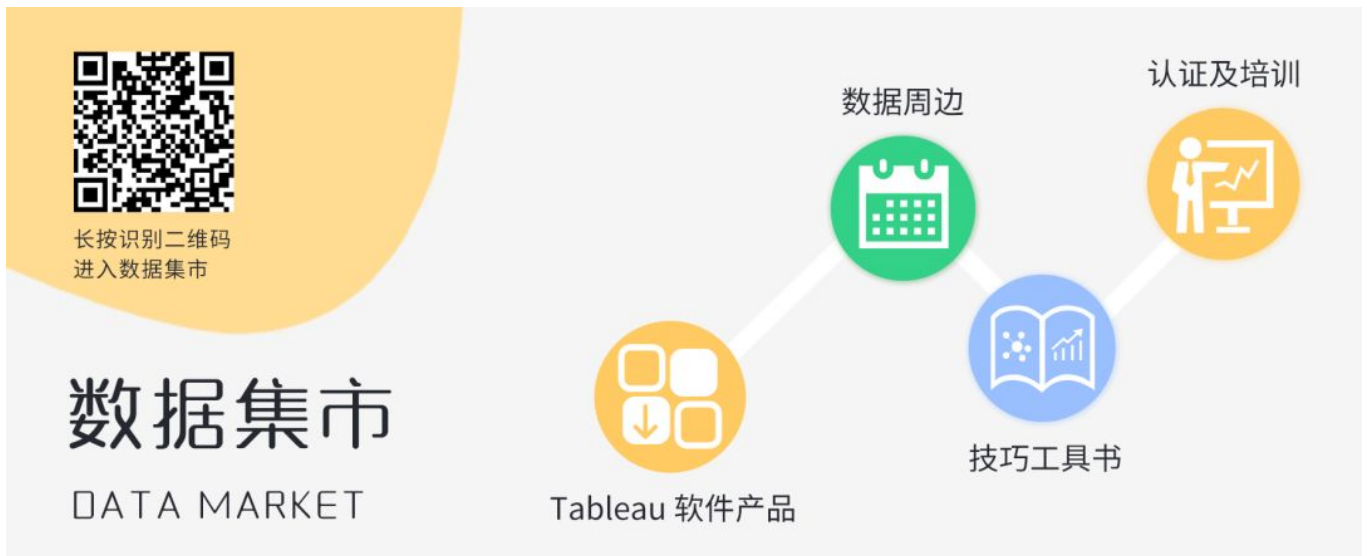 长按识别二维码
进入数据集市
数据集市
DATA MARKET
Tableau 软件产品
数据周边
技巧工具书
认证及培训